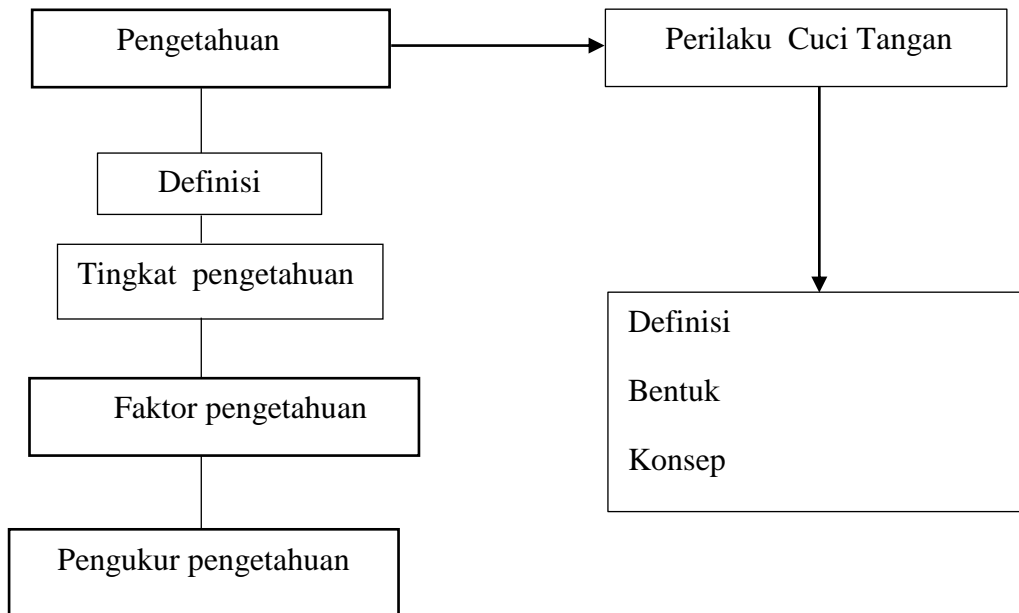 Pengetahuan
Perilaku Cuci Tangan
Definisi
Tingkat pengetahuan
Faktor pengetahuan
Pengukur pengetahuan
Definisi
Bentuk
Konsep